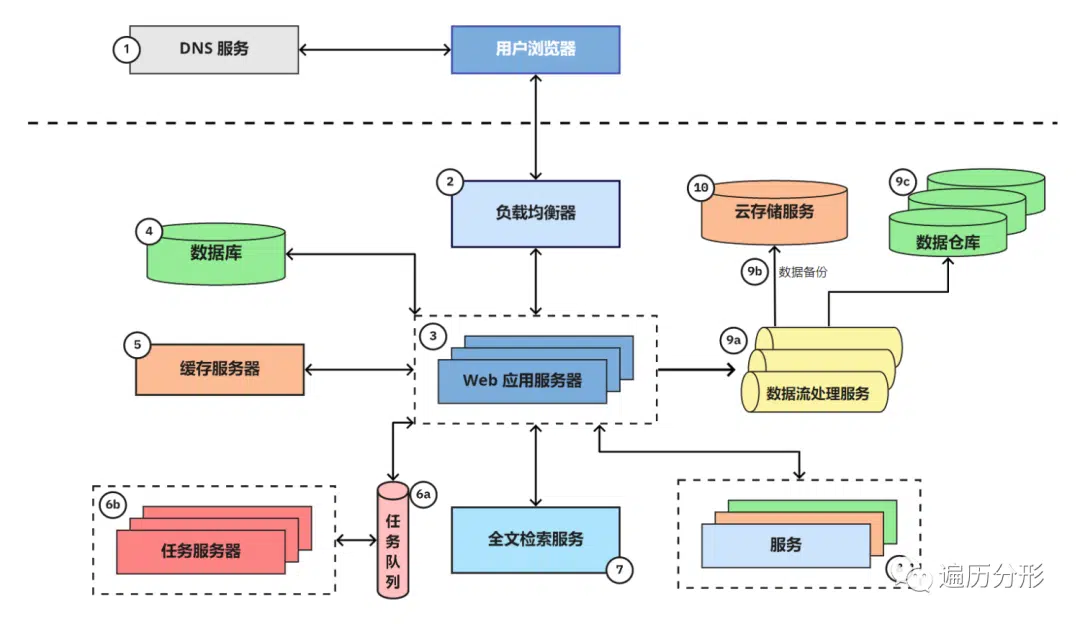 1
DNS 服务
用户浏览器
2
负载均衡器
10
云存储服务
9c
数据仓库
4
数据库
9b
数据备份
3
Web 应用服务器
9a
数据流处理服务
5
缓存服务器
6a
任务队列
6b
任务服务器
全文检索服务
7
服务
遍历分形